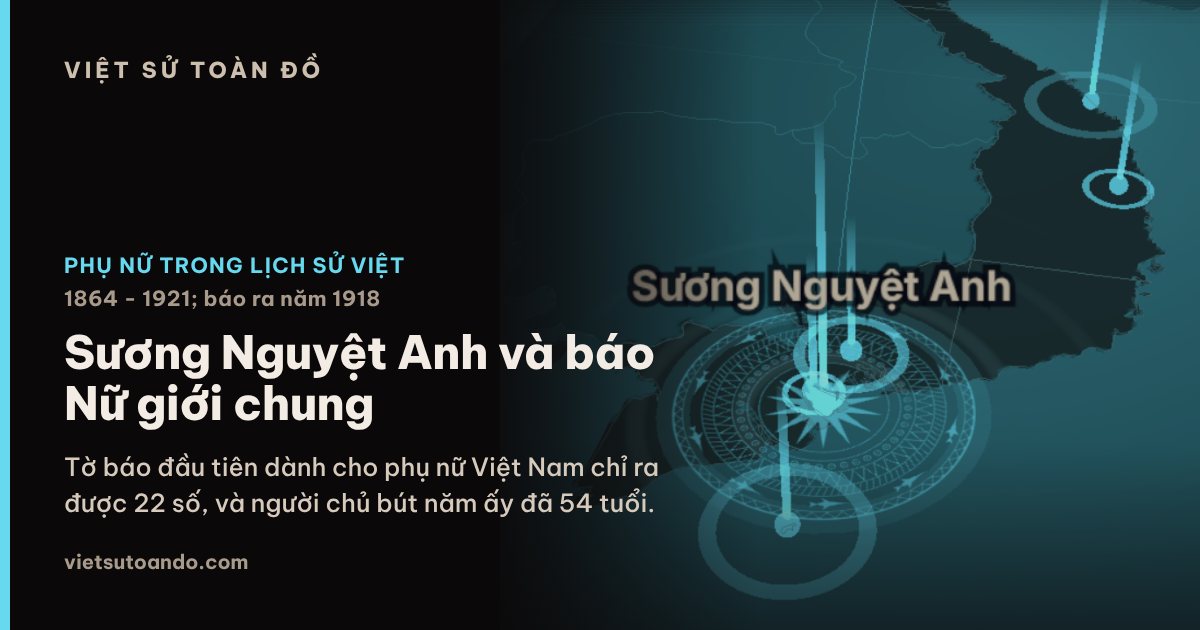 VIỆT SỬ TOÀN ĐỒ
PHỤ NỮ TRONG LỊCH SỬ VIỆT
1864 - 1921; báo ra năm 1918
Sương Nguyệt Anh và báo
Nữ giới chung
Tờ báo đầu tiên dành cho phụ nữ Việt Nam chỉ ra
được 22 số, và người chủ bút năm ấy đã 54 tuổi.
vietsutoando.com
Sương Nguyệt Anh